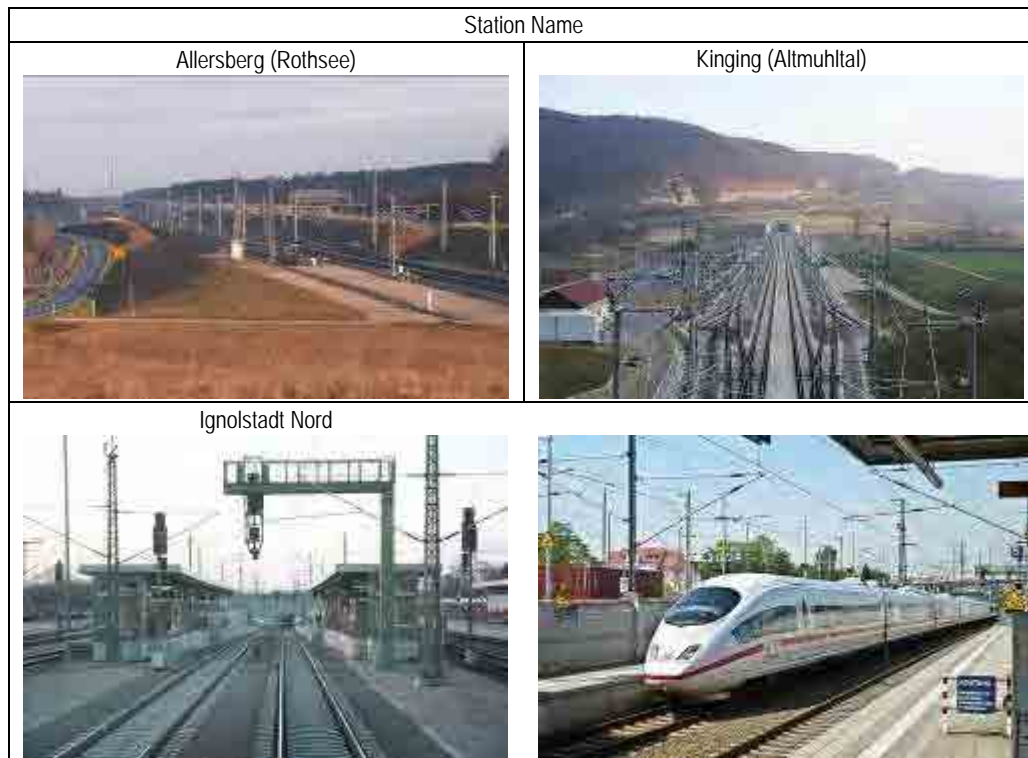 Station Name
Allersberg (Rothsee)
Kinging (Altmuhltal)
Ignolstadt Nord